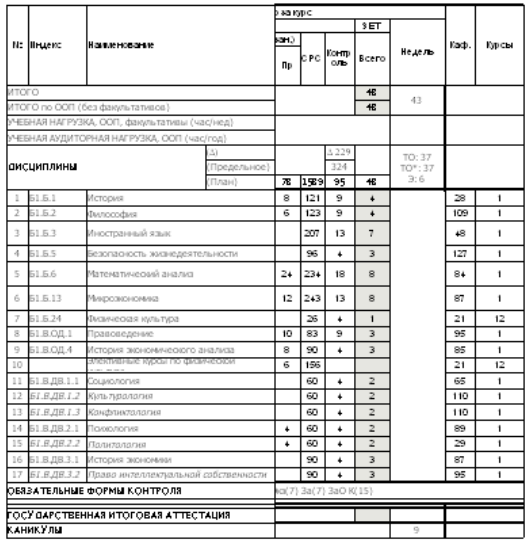 за курс
ЗЕТ
№ Индекс Наименование Пр СРС Контр оль Всего Недель Каф. Курсы
ИТОГО 48 43
ИТОГО по ООП (без факультативов) 48
УЧЕБНАЯ НАГРУЗКА, ООП, факультативы (час/нед)
УЧЕБНАЯ АУДИТОРНАЯ НАГРУЗКА, ООП (час/год)
ДИСЦИПЛИНЫ (Δ) Δ 229 ТО: 37
(Предельное) 324 ТО*: 37
(План) 78 1589 95 48 Э: 6
1 Б1.Б.1 История 8 121 9 4 28 1
2 Б1.Б.2 Философия 6 123 9 4 109 1
3 Б1.Б.3 Иностранный язык 207 13 7 48 1
4 Б1.Б.5 Безопасность жизнедеятельности 96 4 3 127 1
5 Б1.Б.6 Математический анализ 24 234 18 8 84 1
6 Б1.Б.13 Микроэкономика 12 243 13 8 87 1
7 Б1.Б.24 Физическая культура 26 4 1 21 12
8 Б1.В.ОД.1 Правоведение 10 83 9 3 95 1
9 Б1.В.ОД.4 История экономического анализа 8 90 4 3 85 1
10 Элективные курсы по физической 6 156 21 12
11 Б1.В.ДВ.1.1 Социология 60 4 2 65 1
12 Б1.В.ДВ.1.2 Культурология 60 4 2 110 1
13 Б1.В.ДВ.1.3 Конфликтология 60 4 2 110 1
14 Б1.В.ДВ.2.1 Психология 4 60 4 2 89 1
15 Б1.В.ДВ.2.2 Политология 4 60 4 2 29 1
16 Б1.В.ДВ.3.1 История экономики 90 4 3 87 1
17 Б1.В.ДВ.3.2 Право интеллектуальной собственности 90 4 3 95 1
ОБЯЗАТЕЛЬНЫЕ ФОРМЫ КОНТРОЛЯ За(7) ЗаО К(15)
ГОСУДАРСТВЕННАЯ ИТОГОВАЯ АТТЕСТАЦИЯ
КАНИКУЛЫ 9